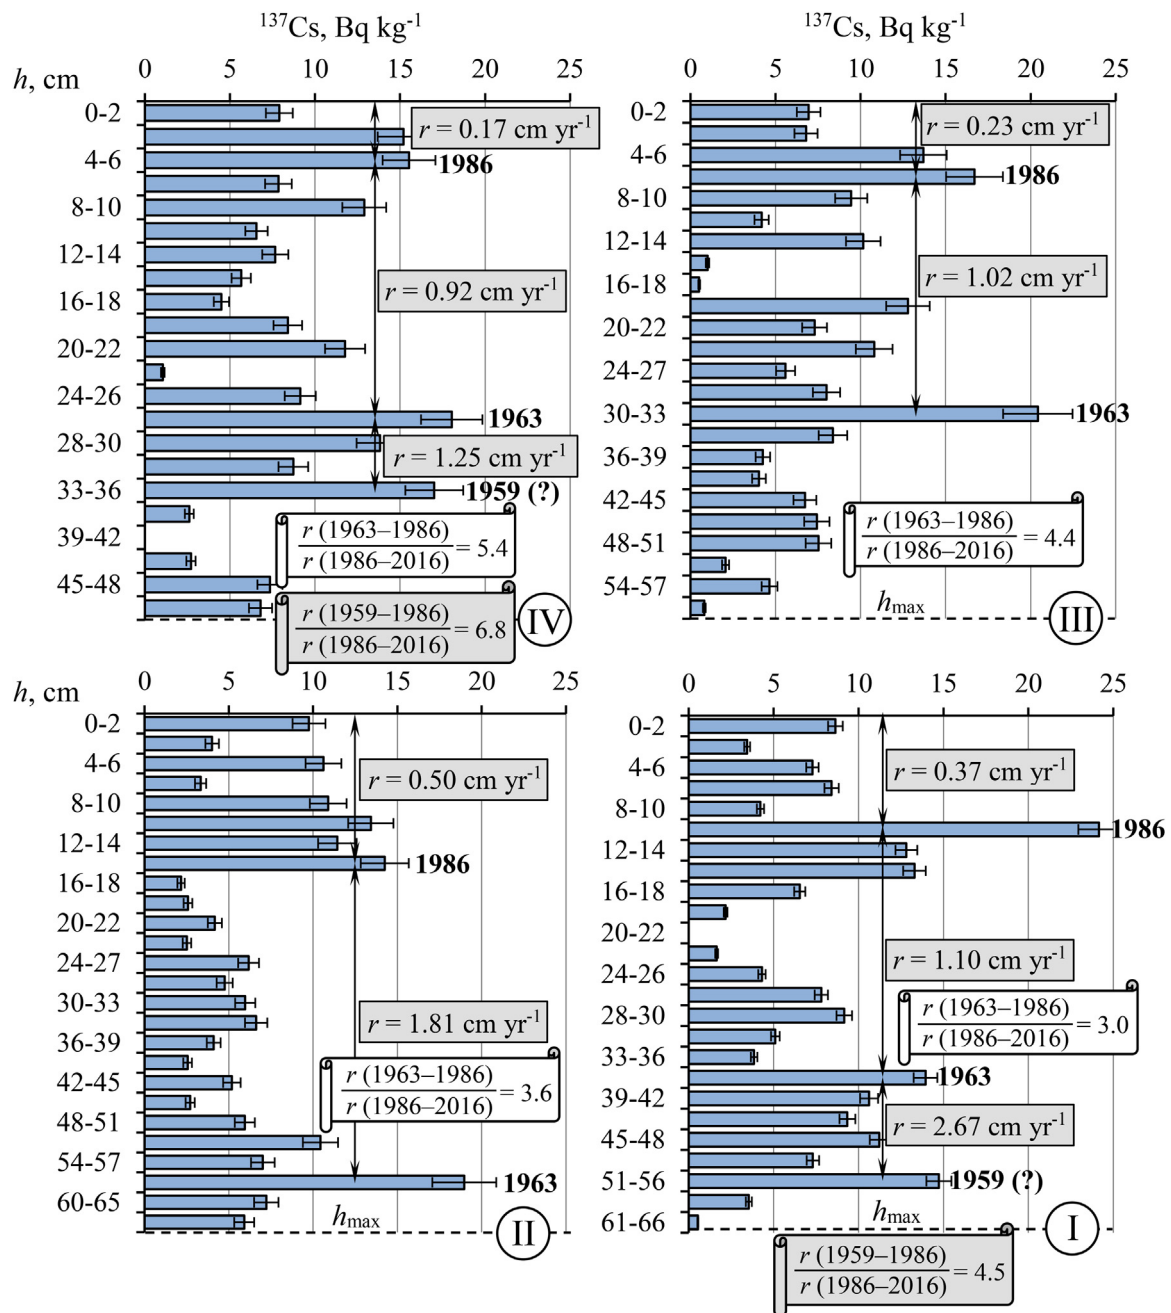 137Cs, Bq kg-1
137Cs, Bq kg-1
h, cm
0 5 10 15 20 25
0-2
4-6
8-10
12-14
16-18
20-22
24-26
28-30
33-36
39-42
45-48
r = 0.17 cm yr-1
1986
r = 0.92 cm yr-1
1963
r = 1.25 cm yr-1
1959 (?)
r (1963–1986)
r (1986–2016)
= 5.4
r (1959–1986)
r (1986–2016)
= 6.8
IV
0 5 10 15 20 25
0-2
4-6
8-10
12-14
16-18
20-22
24-27
30-33
36-39
42-45
48-51
54-57
r = 0.23 cm yr-1
1986
r = 1.02 cm yr-1
1963
r (1963–1986)
r (1986–2016)
= 4.4
hmax
III
h, cm
0 5 10 15 20 25
0-2
4-6
8-10
12-14
16-18
20-22
24-27
30-33
36-39
42-45
48-51
54-57
60-65
r = 0.50 cm yr-1
1986
r = 1.81 cm yr-1
r (1963–1986)
r (1986–2016)
= 3.6
1963
hmax
II
0 5 10 15 20 25
0-2
4-6
8-10
12-14
16-18
20-22
24-26
28-30
33-36
39-42
45-48
51-56
61-66
r = 0.37 cm yr-1
1986
r = 1.10 cm yr-1
r (1963–1986)
r (1986–2016)
= 3.0
1963
r = 2.67 cm yr-1
1959 (?)
hmax
I
r (1959–1986)
r (1986–2016)
= 4.5